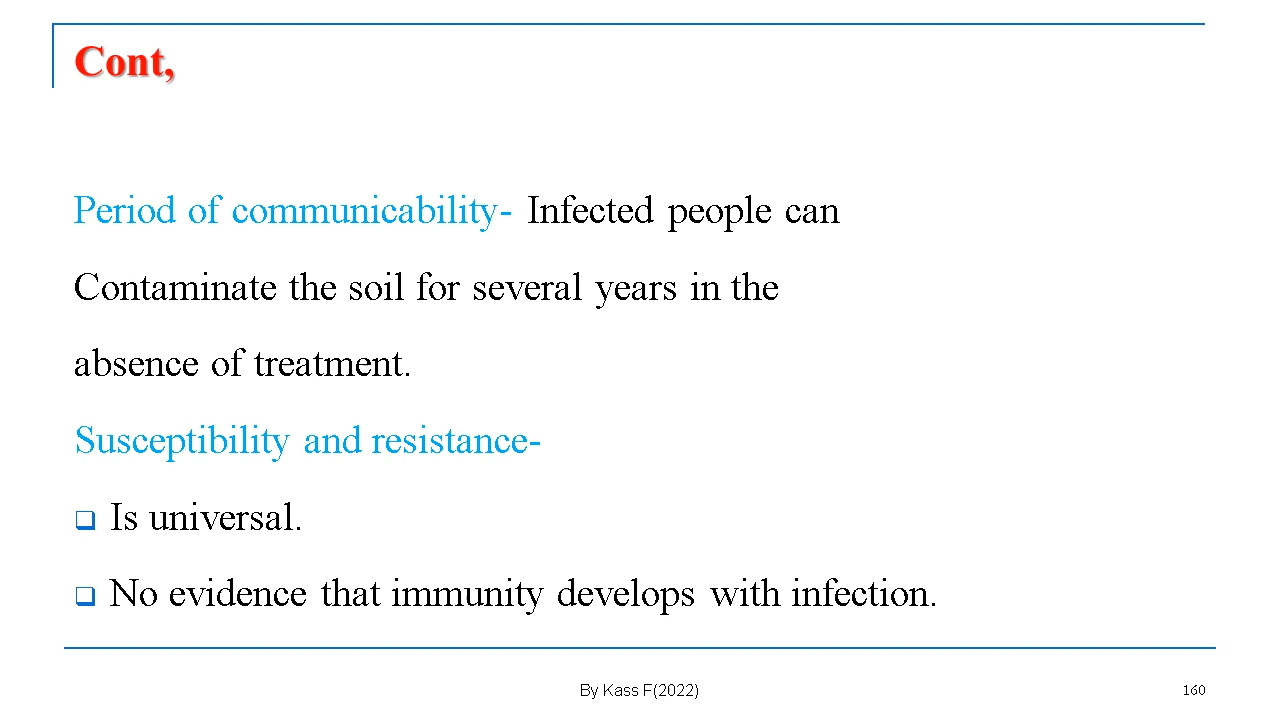 Cont,
Period of communicability- Infected people can
Contaminate the soil for several years in the
absence of treatment.
Susceptibility and resistance-
❑ Is universal.
❑ No evidence that immunity develops with infection.
By Kass F(2022)
160